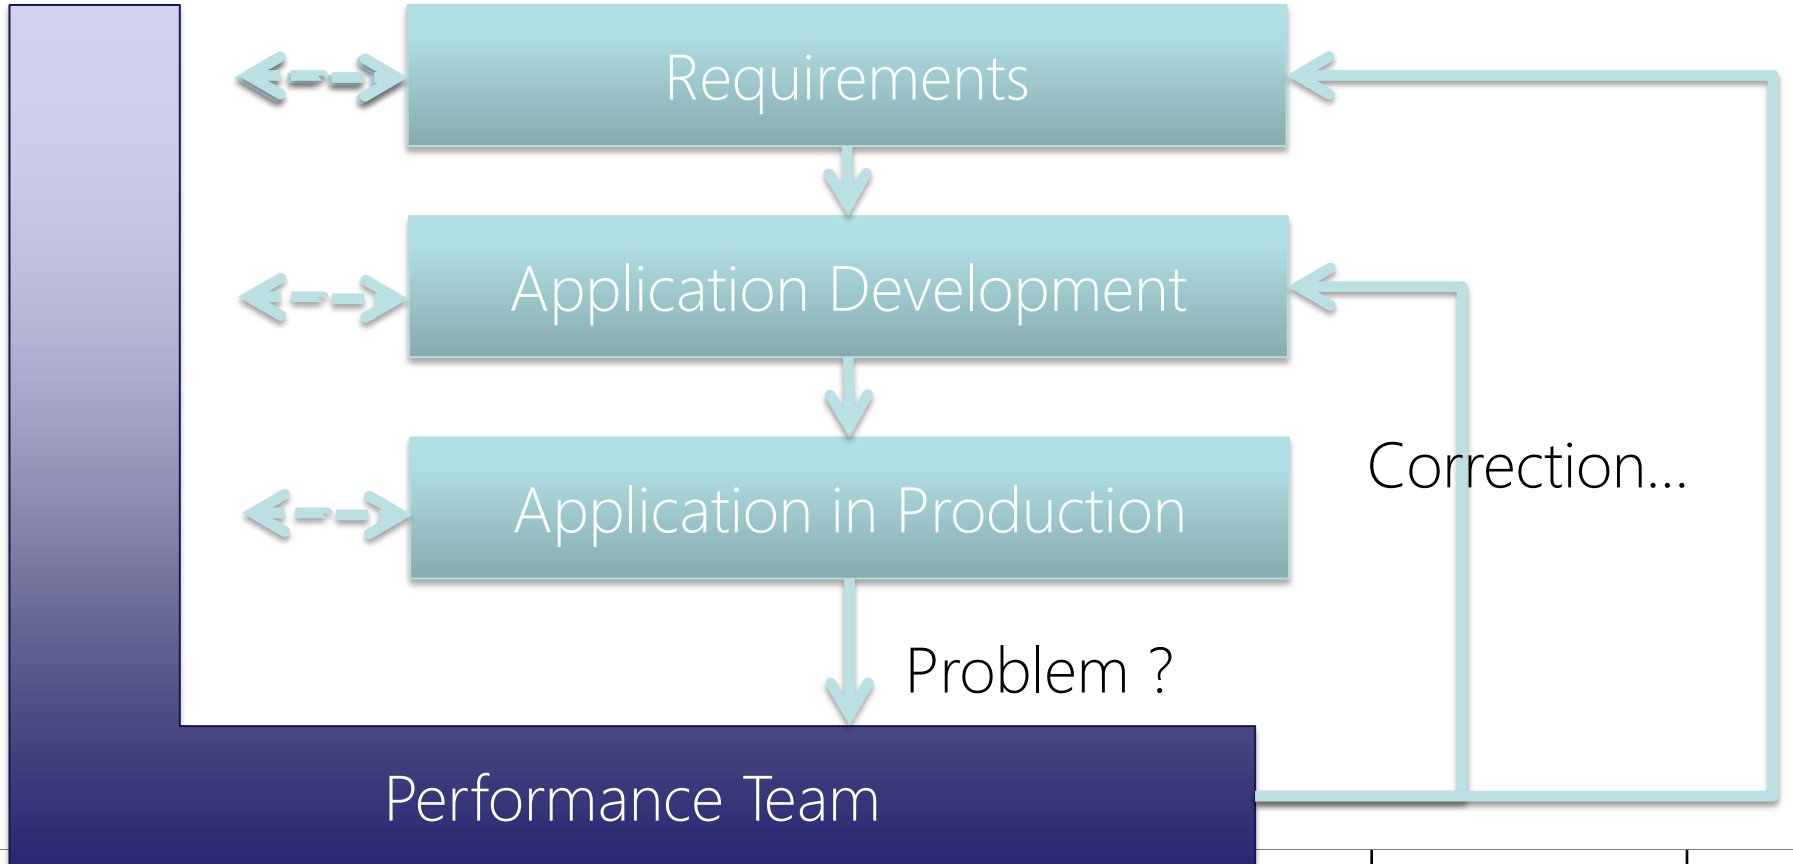 Requirements
Application Development
Correction...
Application in Production
Problem ?
Performance Team